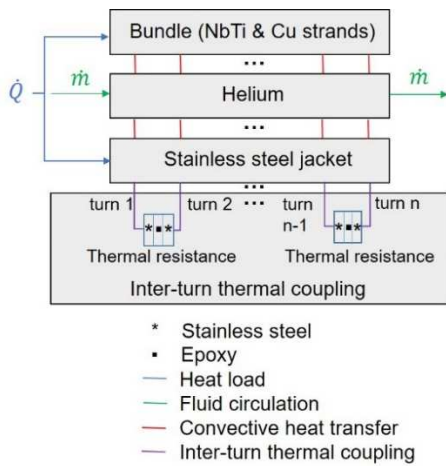 Bundle (NbTi & Cu strands)
...
Q̇
ṁ
Helium
ṁ
...
Stainless steel jacket
turn 1
turn 2
...
turn
n-1
turn n
*▪*
*▪*
Thermal resistance
Thermal resistance
Inter-turn thermal coupling
* Stainless steel
▪ Epoxy
Heat load
Fluid circulation
Convective heat transfer
Inter-turn thermal coupling